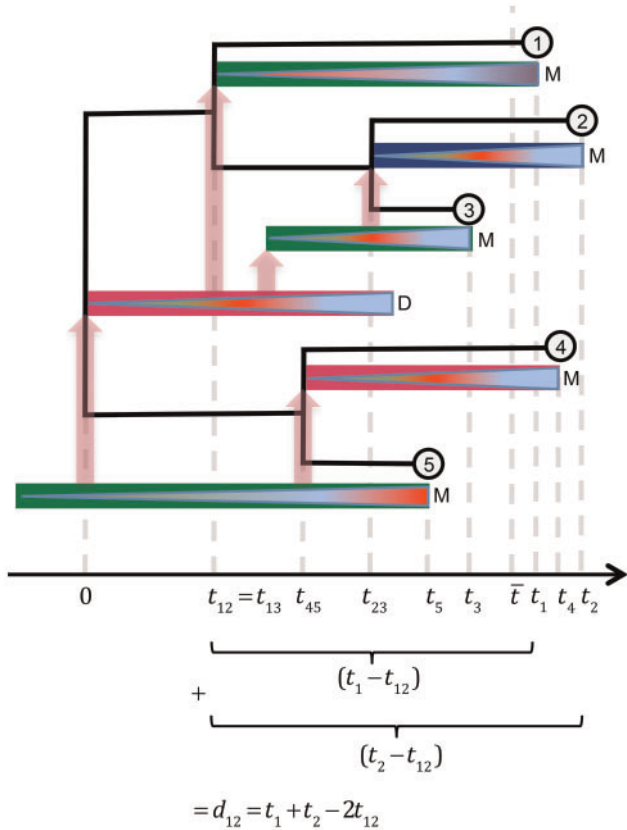 1
M
2
M
3
M
D
4
M
5
M
0 t₁₂ = t₁₃ t₄₅ t₂₃ t₅ t₃ t̅ t₁ t₄ t₂
(t₁ − t₁₂)
+
(t₂ − t₁₂)
= d₁₂ = t₁ + t₂ − 2t₁₂